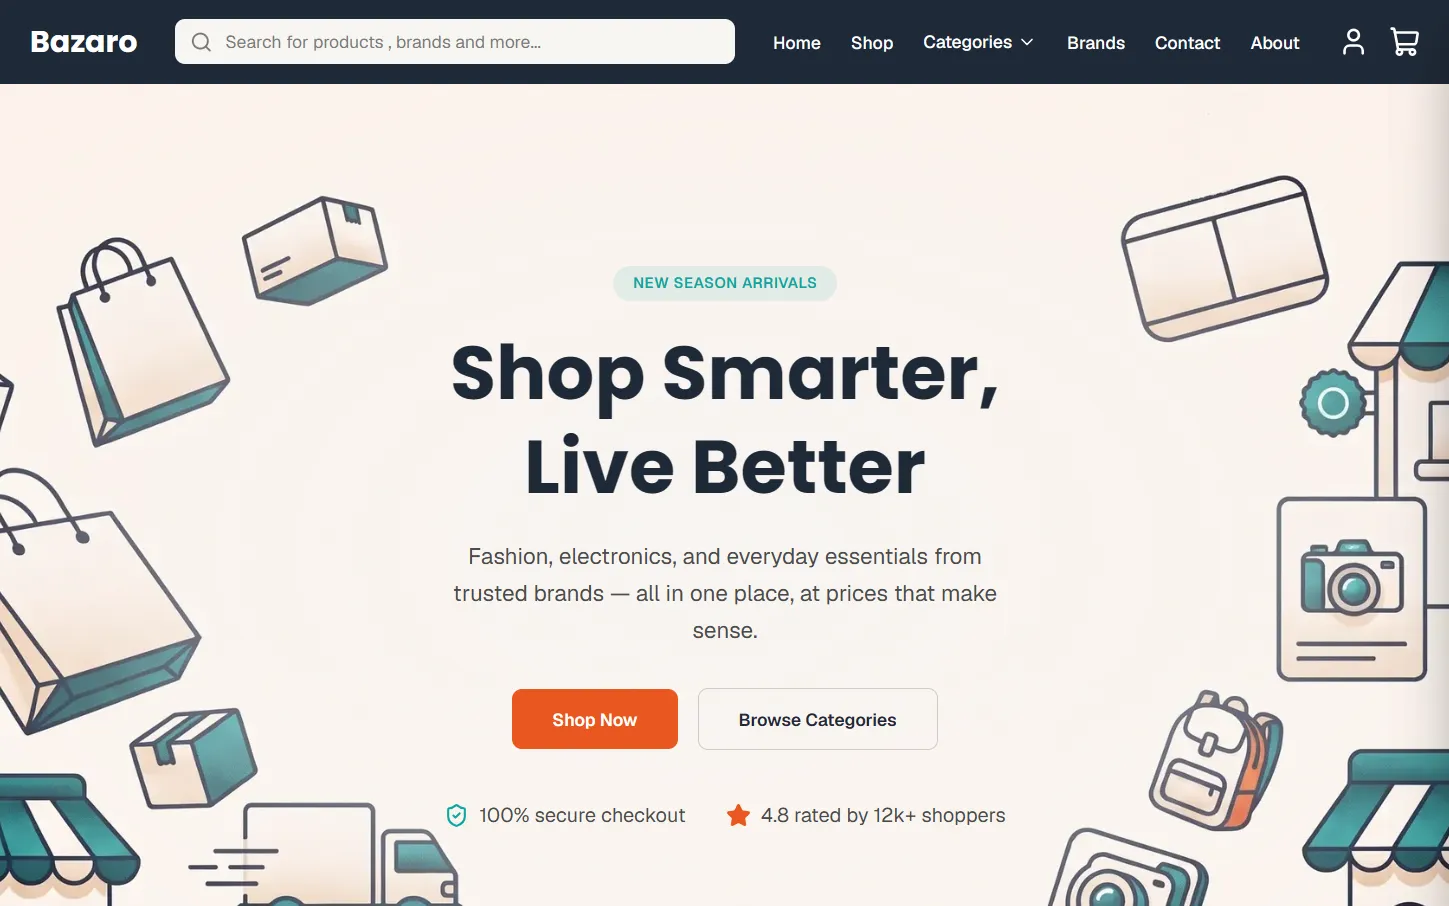 Bazaro
Search for products , brands and more...
Home
Shop
Categories
Brands
Contact
About
NEW SEASON ARRIVALS
Shop Smarter,
Live Better
Fashion, electronics, and everyday essentials from
trusted brands — all in one place, at prices that make
sense.
Shop Now
Browse Categories
100% secure checkout
4.8 rated by 12k+ shoppers